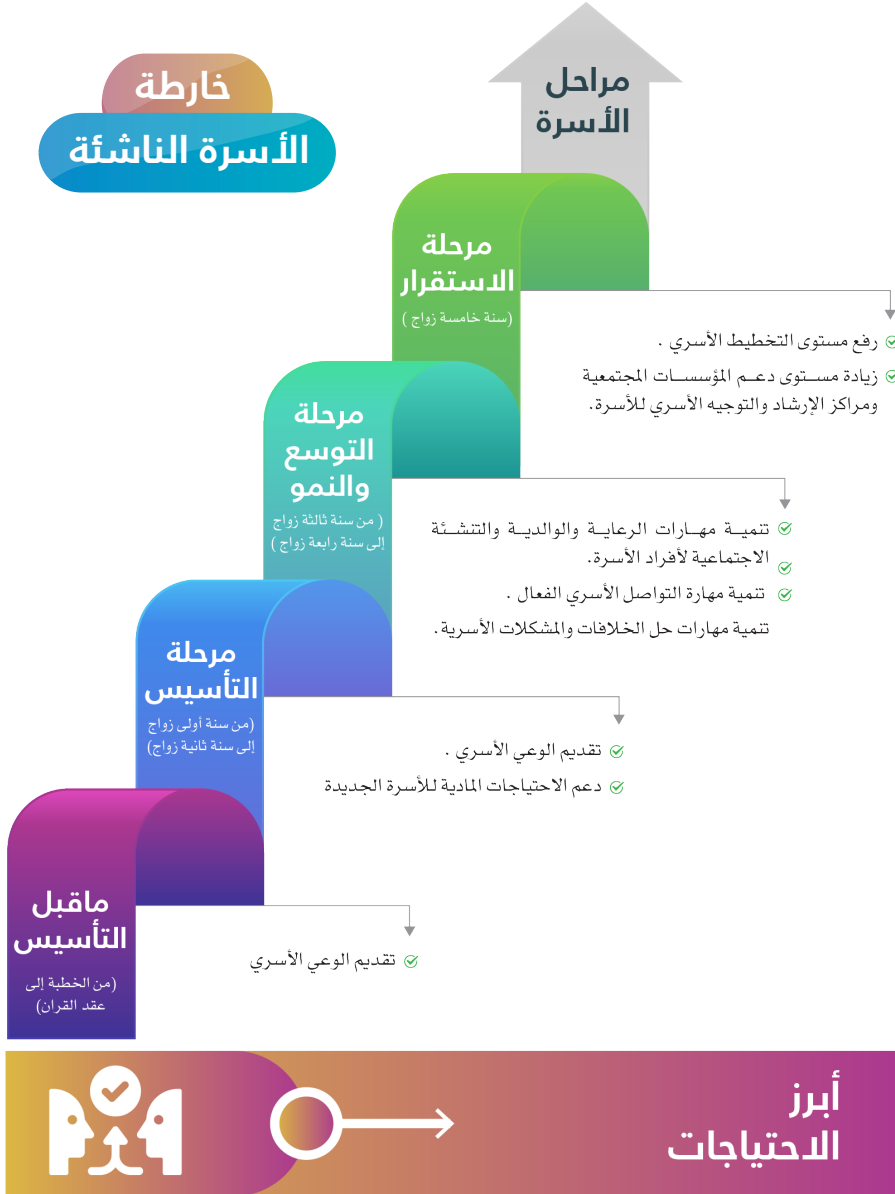 خارطة
الأسرة الناشئة
مراحل
الأسرة
مرحلة
الاستقرار
(سنة خامسة زواج )
رفع مستوى التخطيط الأسري .
زيادة مستوى دعم المؤسسات المجتمعية
ومراكز الإرشاد والتوجيه الأسري للأسرة.
مرحلة
التوسع
والنمو
( من سنة ثالثة زواج
إلى سنة رابعة زواج )
تنمية مهارات الرعاية والوالدية والتنشئة
الاجتماعية لأفراد الأسرة.
تنمية مهارة التواصل الأسري الفعال .
تنمية مهارات حل الخلافات والمشكلات الأسرية.
مرحلة
التأسيس
(من سنة أولى زواج
إلى سنة ثانية زواج)
تقديم الوعي الأسري .
دعم الاحتياجات المادية للأسرة الجديدة
ماقبل
التأسيس
(من الخطبة إلى
عقد القران)
تقديم الوعي الأسري
أبرز
الاحتياجات